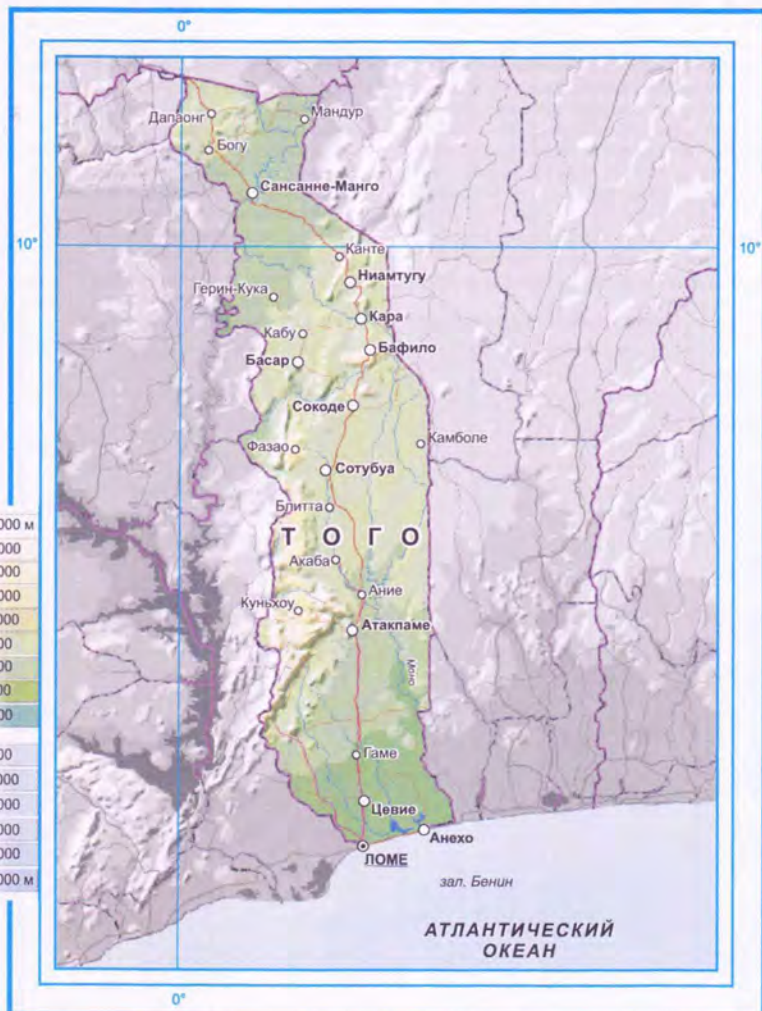 0°
Дапаонг
Мандур
Богу
Сансанне-Манго
10°
10°
Канте
Ниамтугу
Герин-Кука
Кара
Кабу
Бафило
Басар
Сокоде
Камболе
Фазао
Сотубуа
Блитта
ТОГО
Акаба
Ание
Куньхоу
Атакпаме
Моно
Гаме
Цевие
Анехо
ЛОМЕ
зал. Бенин
АТЛАНТИЧЕСКИЙ
ОКЕАН
0°